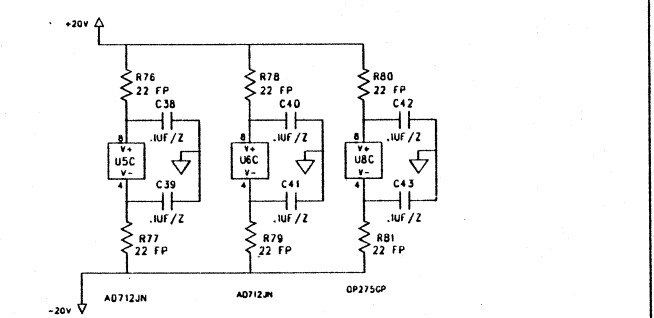 +20V
R76 R78 R80
22 FP 22 FP 22 FP
C38 C40 C42
8 .1UF/Z 8 .1UF/Z 8 .1UF/Z
V+ V+ V+
U5C U6C U8C
V- V- V-
4 C39 4 C41 4 C43
.1UF/Z .1UF/Z .1UF/Z
R77 R79 R81
22 FP 22 FP 22 FP
AD712JN AD712JN OP275GP
-20V